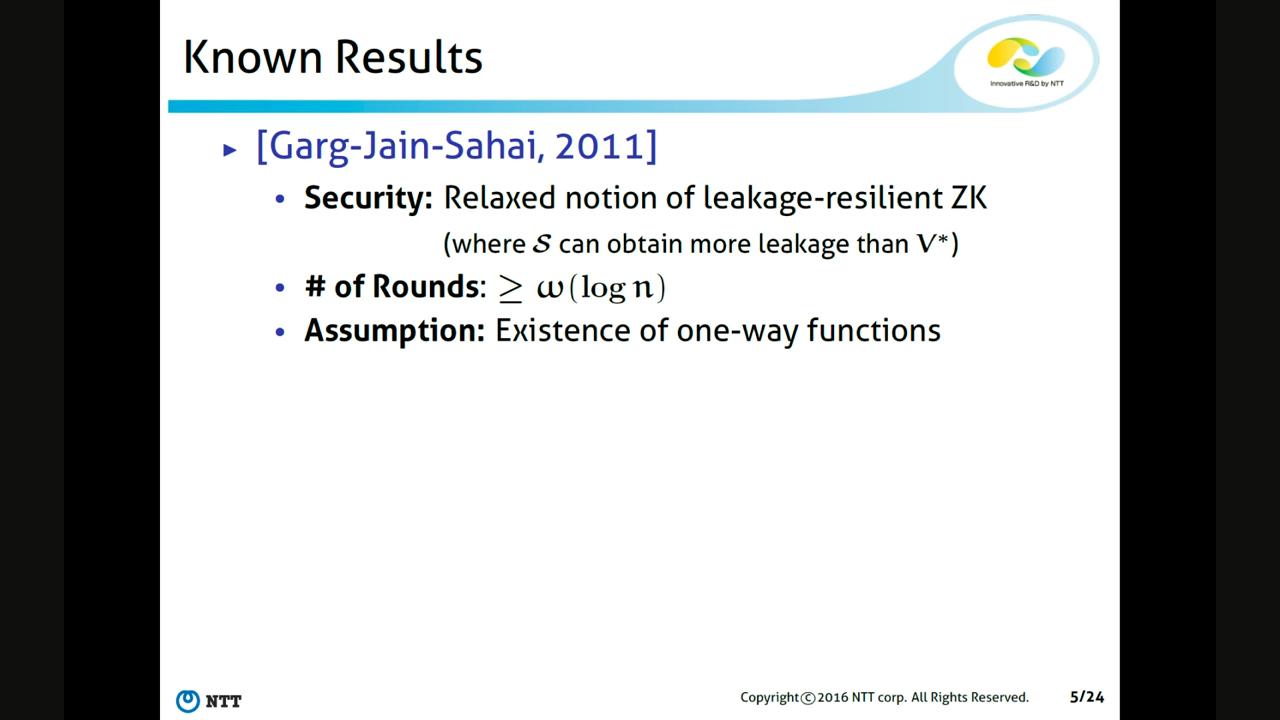 Known Results
Innovative R&D by NTT
▸ [Garg-Jain-Sahai, 2011]
• Security: Relaxed notion of leakage-resilient ZK
(where 𝒮 can obtain more leakage than V*)
• # of Rounds: ≥ ω(log n)
• Assumption: Existence of one-way functions
NTT
Copyright©2016 NTT corp. All Rights Reserved.
5/24